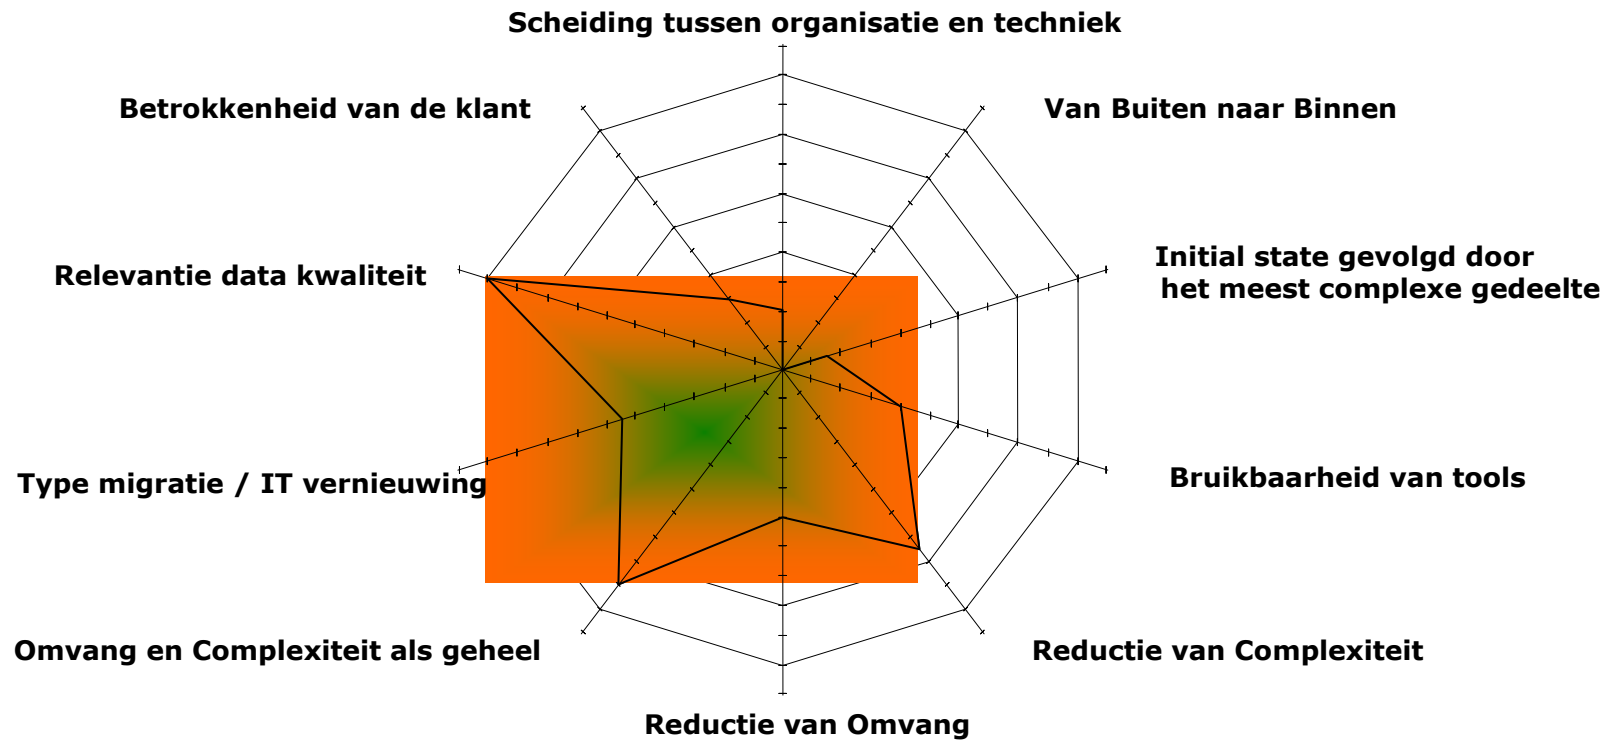 Scheiding tussen organisatie en techniek
Betrokkenheid van de klant
Van Buiten naar Binnen
Relevantie data kwaliteit
Initial state gevolgd door
het meest complexe gedeelte
Type migratie / IT vernieuwing
Bruikbaarheid van tools
Omvang en Complexiteit als geheel
Reductie van Complexiteit
Reductie van Omvang